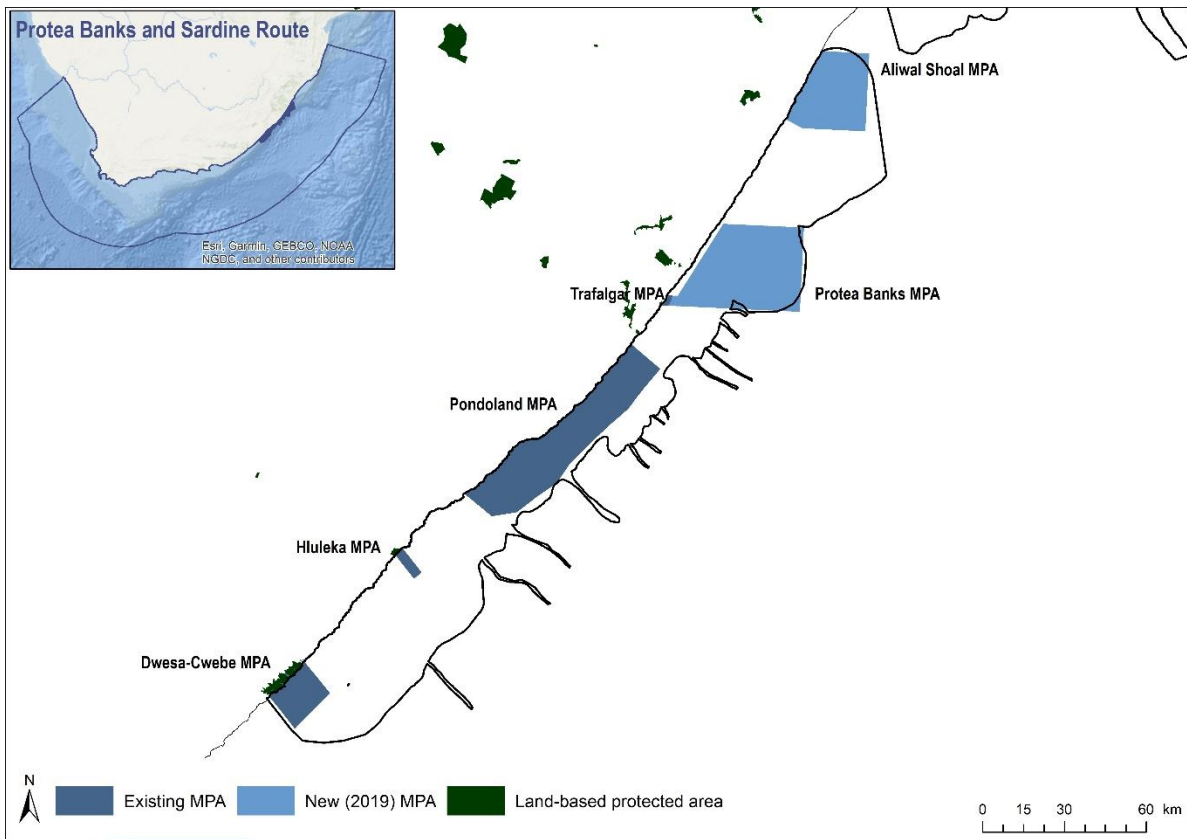 Protea Banks and Sardine Route
Esri, Garmin, GEBCO, NOAA
NGDC, and other contributors
Aliwal Shoal MPA
Trafalgar MPA
Protea Banks MPA
Pondoland MPA
Hluleka MPA
Dwesa-Cwebe MPA
N
Existing MPA
New (2019) MPA
Land-based protected area
0 15 30 60 km